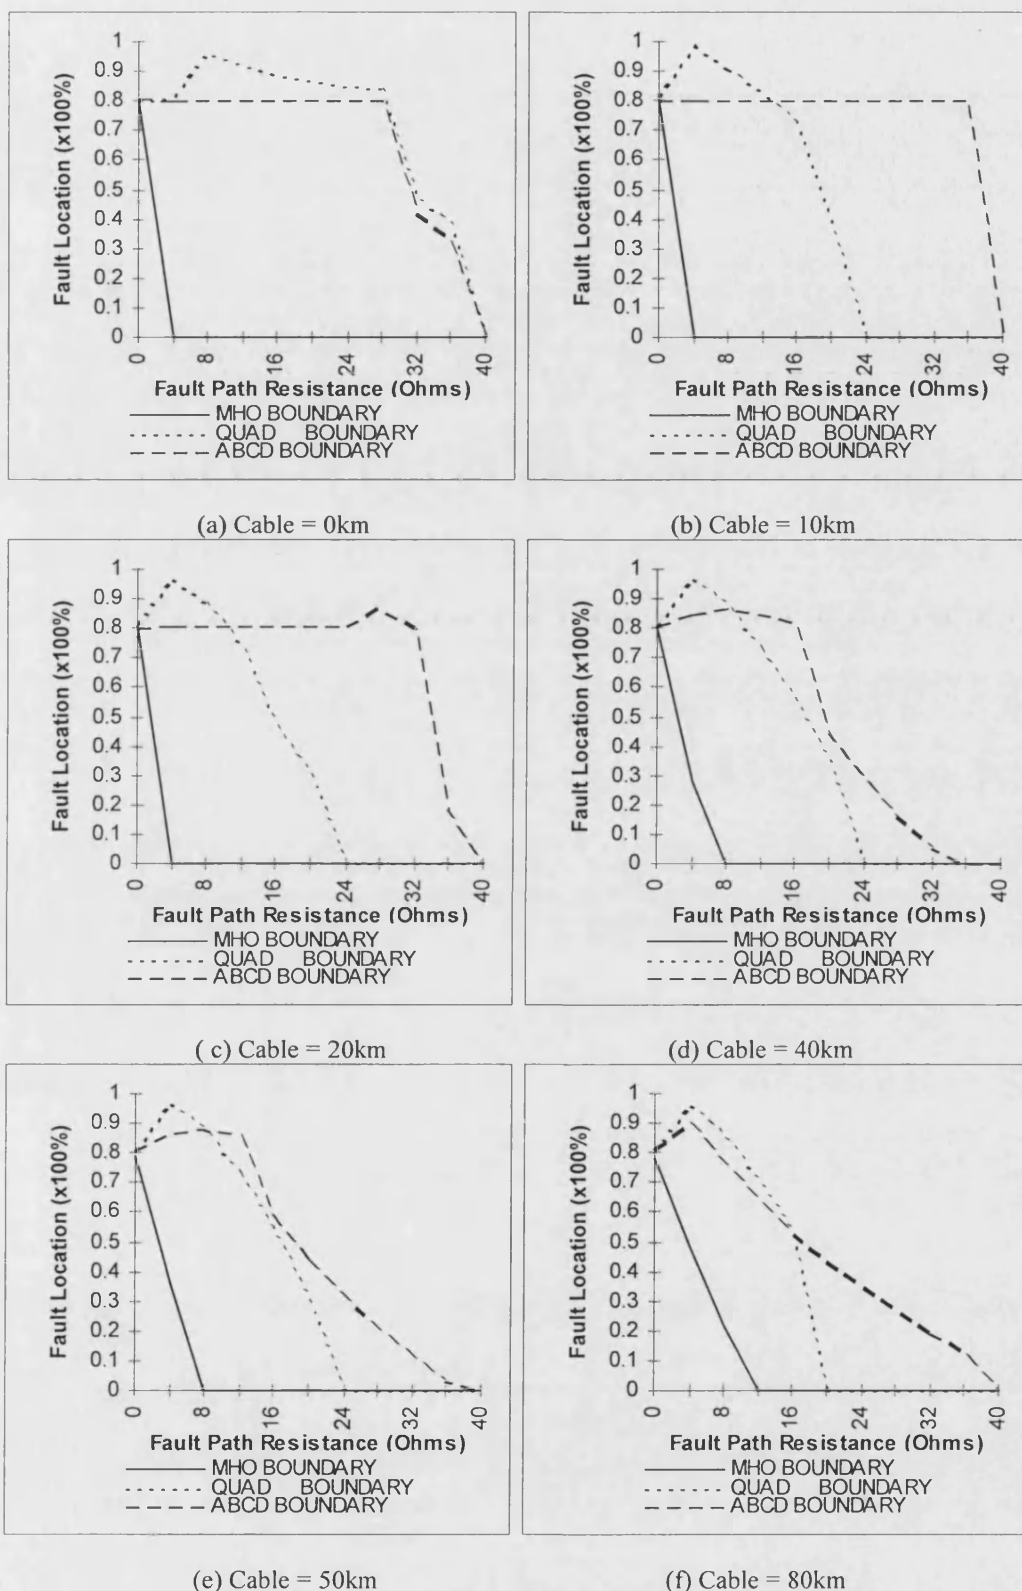 Fault Location (x100%)
1
0.9
0.8
0.7
0.6
0.5
0.4
0.3
0.2
0.1
0
0
8
16
24
32
40
Fault Path Resistance (Ohms)
MHO BOUNDARY
QUAD BOUNDARY
ABCD BOUNDARY
(a) Cable = 0km
Fault Location (x100%)
1
0.9
0.8
0.7
0.6
0.5
0.4
0.3
0.2
0.1
0
0
8
16
24
32
40
Fault Path Resistance (Ohms)
MHO BOUNDARY
QUAD BOUNDARY
ABCD BOUNDARY
(b) Cable = 10km
Fault Location (x100%)
1
0.9
0.8
0.7
0.6
0.5
0.4
0.3
0.2
0.1
0
0
8
16
24
32
40
Fault Path Resistance (Ohms)
MHO BOUNDARY
QUAD BOUNDARY
ABCD BOUNDARY
( c) Cable = 20km
Fault Location (x100%)
1
0.9
0.8
0.7
0.6
0.5
0.4
0.3
0.2
0.1
0
0
8
16
24
32
40
Fault Path Resistance (Ohms)
MHO BOUNDARY
QUAD BOUNDARY
ABCD BOUNDARY
(d) Cable = 40km
Fault Location (x100%)
1
0.9
0.8
0.7
0.6
0.5
0.4
0.3
0.2
0.1
0
0
8
16
24
32
40
Fault Path Resistance (Ohms)
MHO BOUNDARY
QUAD BOUNDARY
ABCD BOUNDARY
(e) Cable = 50km
Fault Location (x100%)
1
0.9
0.8
0.7
0.6
0.5
0.4
0.3
0.2
0.1
0
0
8
16
24
32
40
Fault Path Resistance (Ohms)
MHO BOUNDARY
QUAD BOUNDARY
ABCD BOUNDARY
(f) Cable = 80km